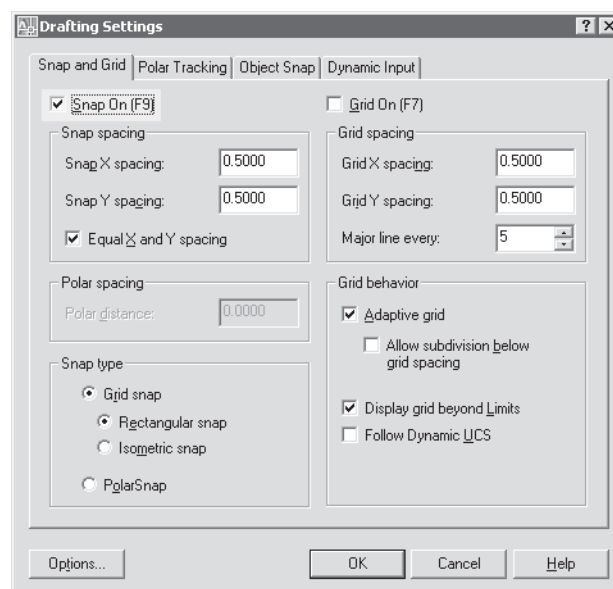 Drafting Settings
Snap and Grid
Polar Tracking
Object Snap
Dynamic Input
Snap On (F9)
Snap spacing
Snap X spacing: 0.5000
Snap Y spacing: 0.5000
Equal X and Y spacing
Polar spacing
Polar distance: 0.0000
Snap type
Grid snap
Rectangular snap
Isometric snap
PolarSnap
Grid On (F7)
Grid spacing
Grid X spacing: 0.5000
Grid Y spacing: 0.5000
Major line every: 5
Grid behavior
Adaptive grid
Allow subdivision below
grid spacing
Display grid beyond Limits
Follow Dynamic UCS
Options...
OK
Cancel
Help